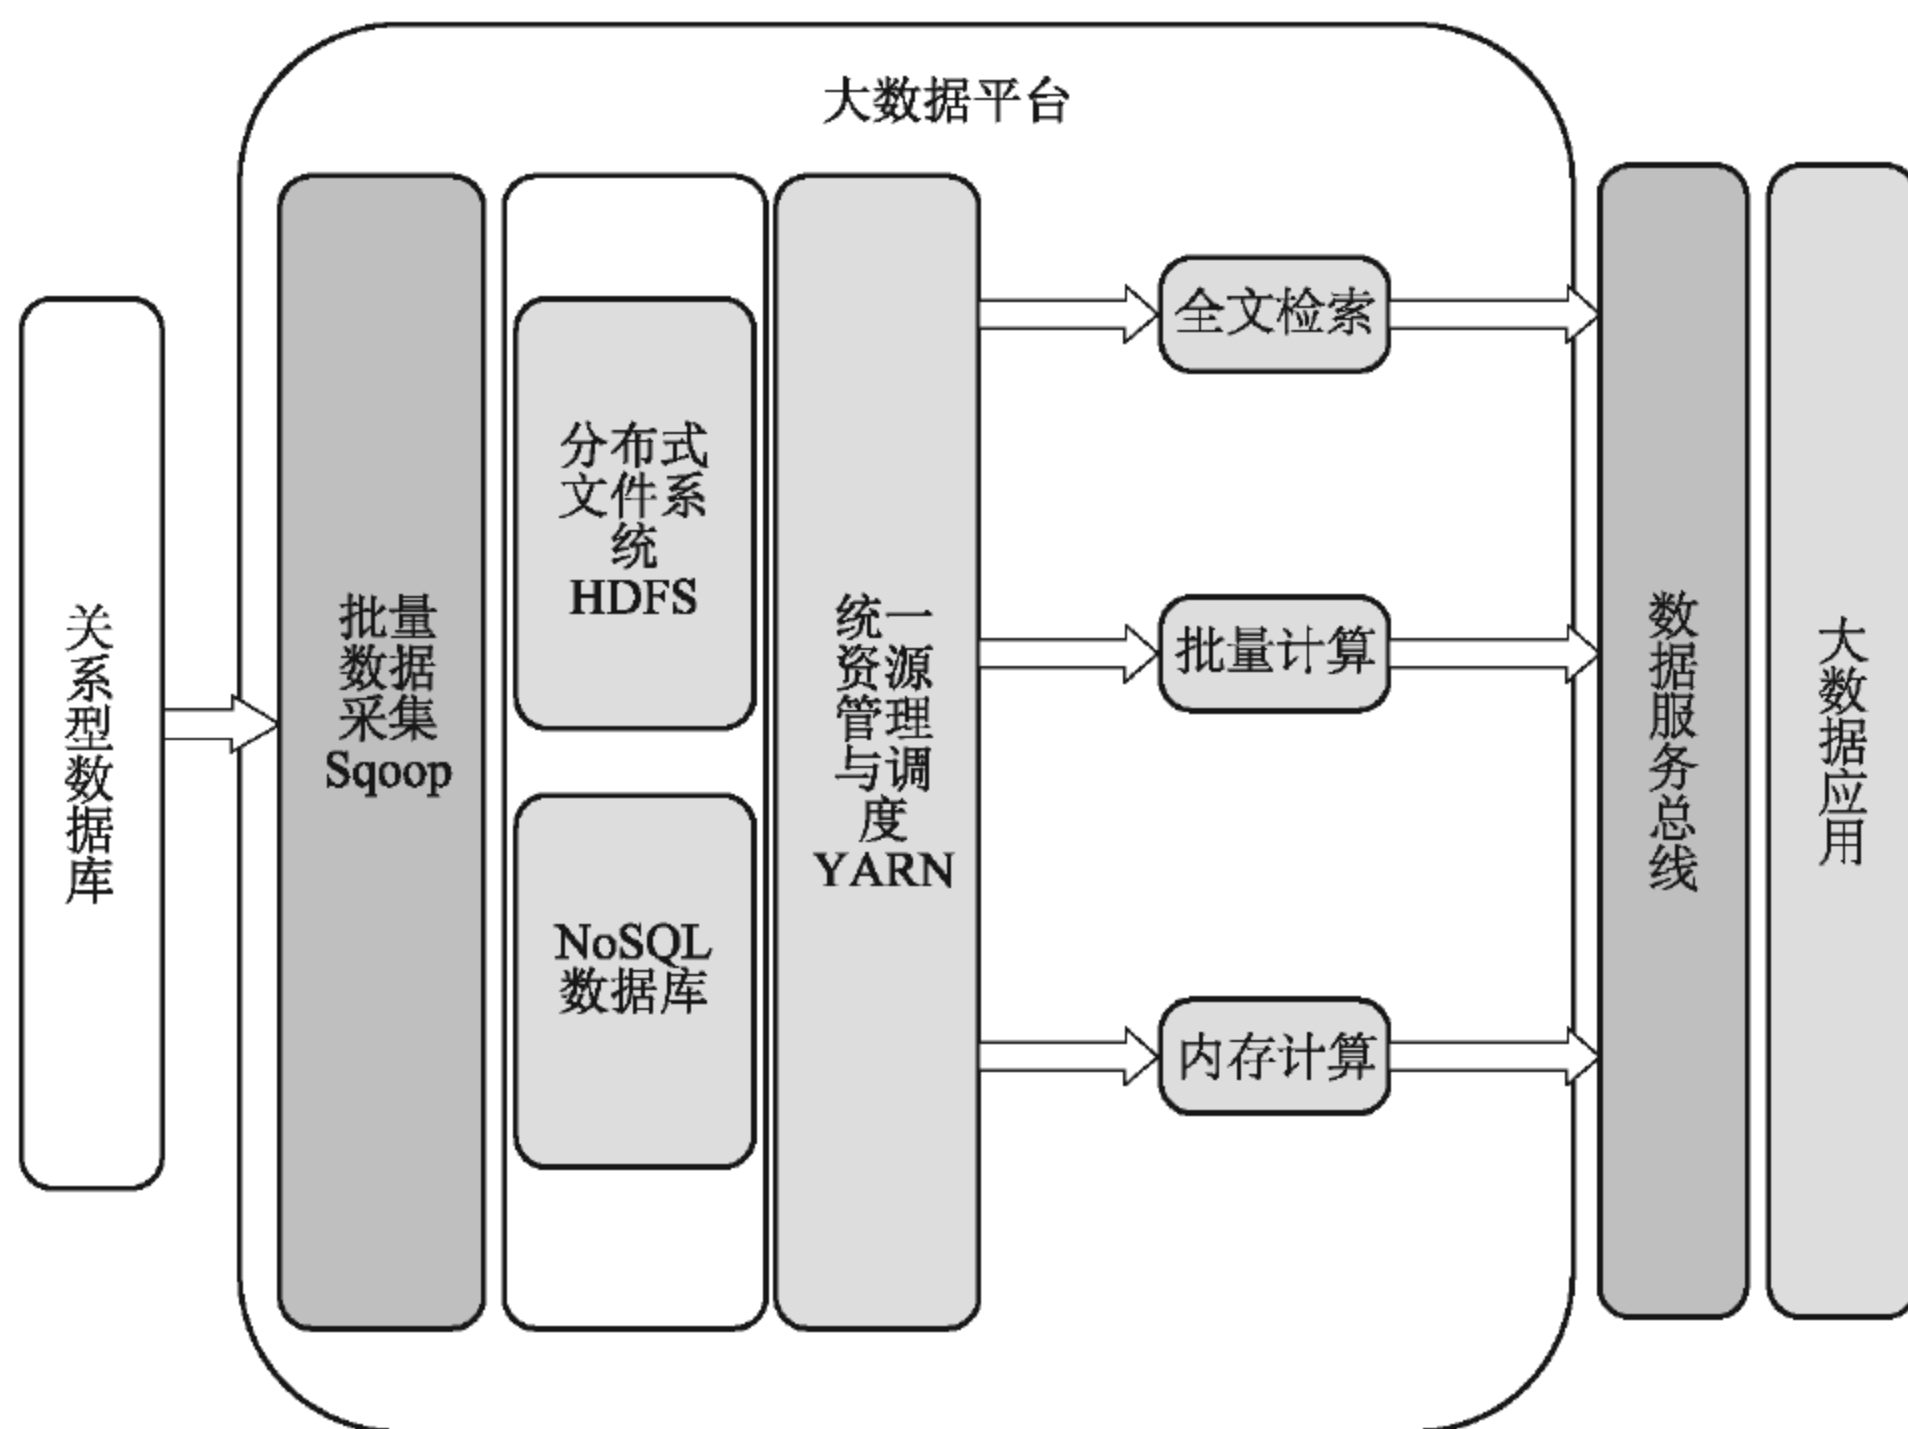 大数据平台
关系型数据库
批量
数据
采集
Sqoop
分布式
文件系
统
HDFS
NoSQL
数据库
统一
资源
管理
与调
度
YARN
全文检索
批量计算
内存计算
数据服务总线
大数据应用